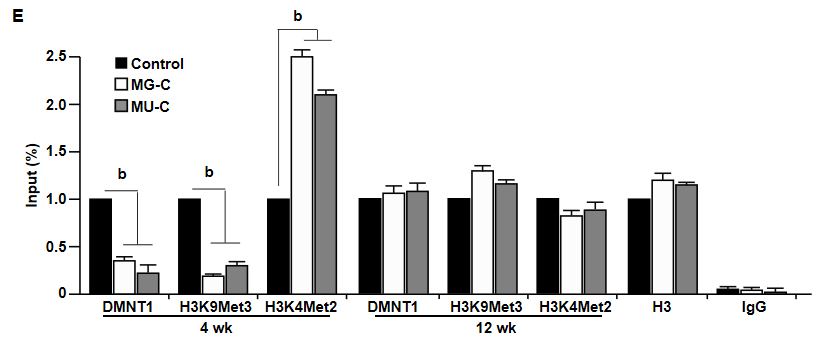 E
b
b
b
Control
MG-C
MU-C
Input (%)
2.5
2.0
1.5
1.0
0.5
0
DMNT1 H3K9Met3 H3K4Met2 DMNT1 H3K9Met3 H3K4Met2 H3 IgG
4 wk 12 wk